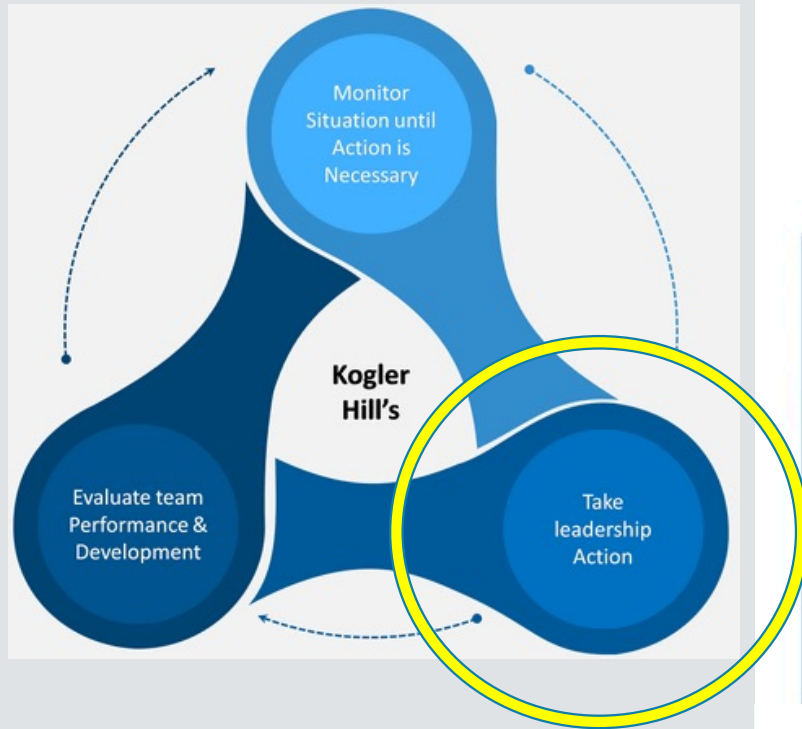 Monitor
Situation until
Action is
Necessary
Kogler
Hill's
Evaluate team
Performance &
Development
Take
leadership
Action